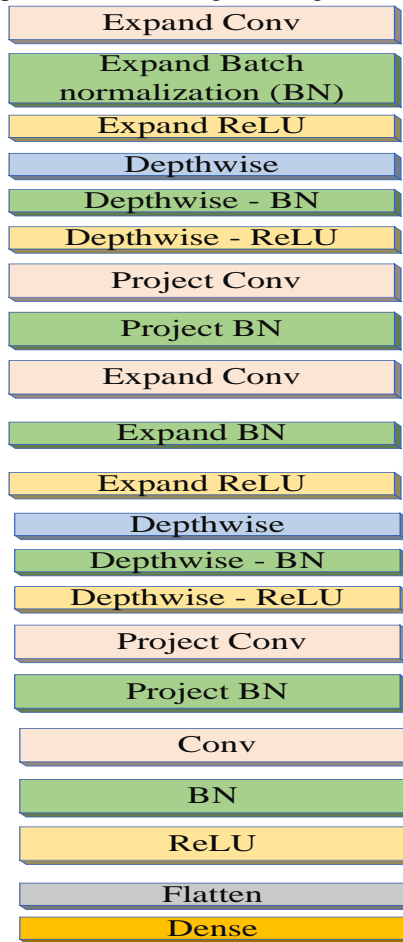 Expand Conv
Expand Batch
normalization (BN)
Expand ReLU
Depthwise
Depthwise - BN
Depthwise - ReLU
Project Conv
Project BN
Expand Conv
Expand BN
Expand ReLU
Depthwise
Depthwise - BN
Depthwise - ReLU
Project Conv
Project BN
Conv
BN
ReLU
Flatten
Dense